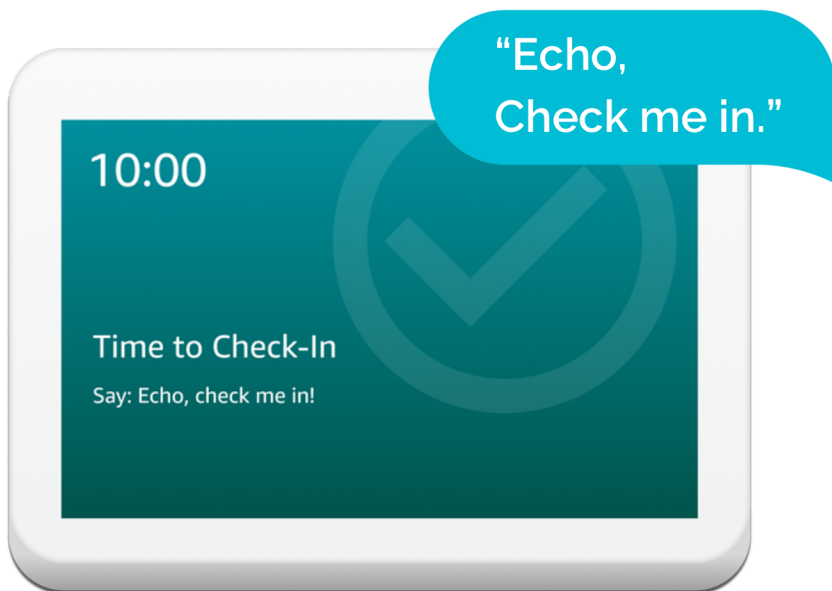 “Echo,
Check me in.”
10:00
Time to Check-In
Say: Echo, check me in!